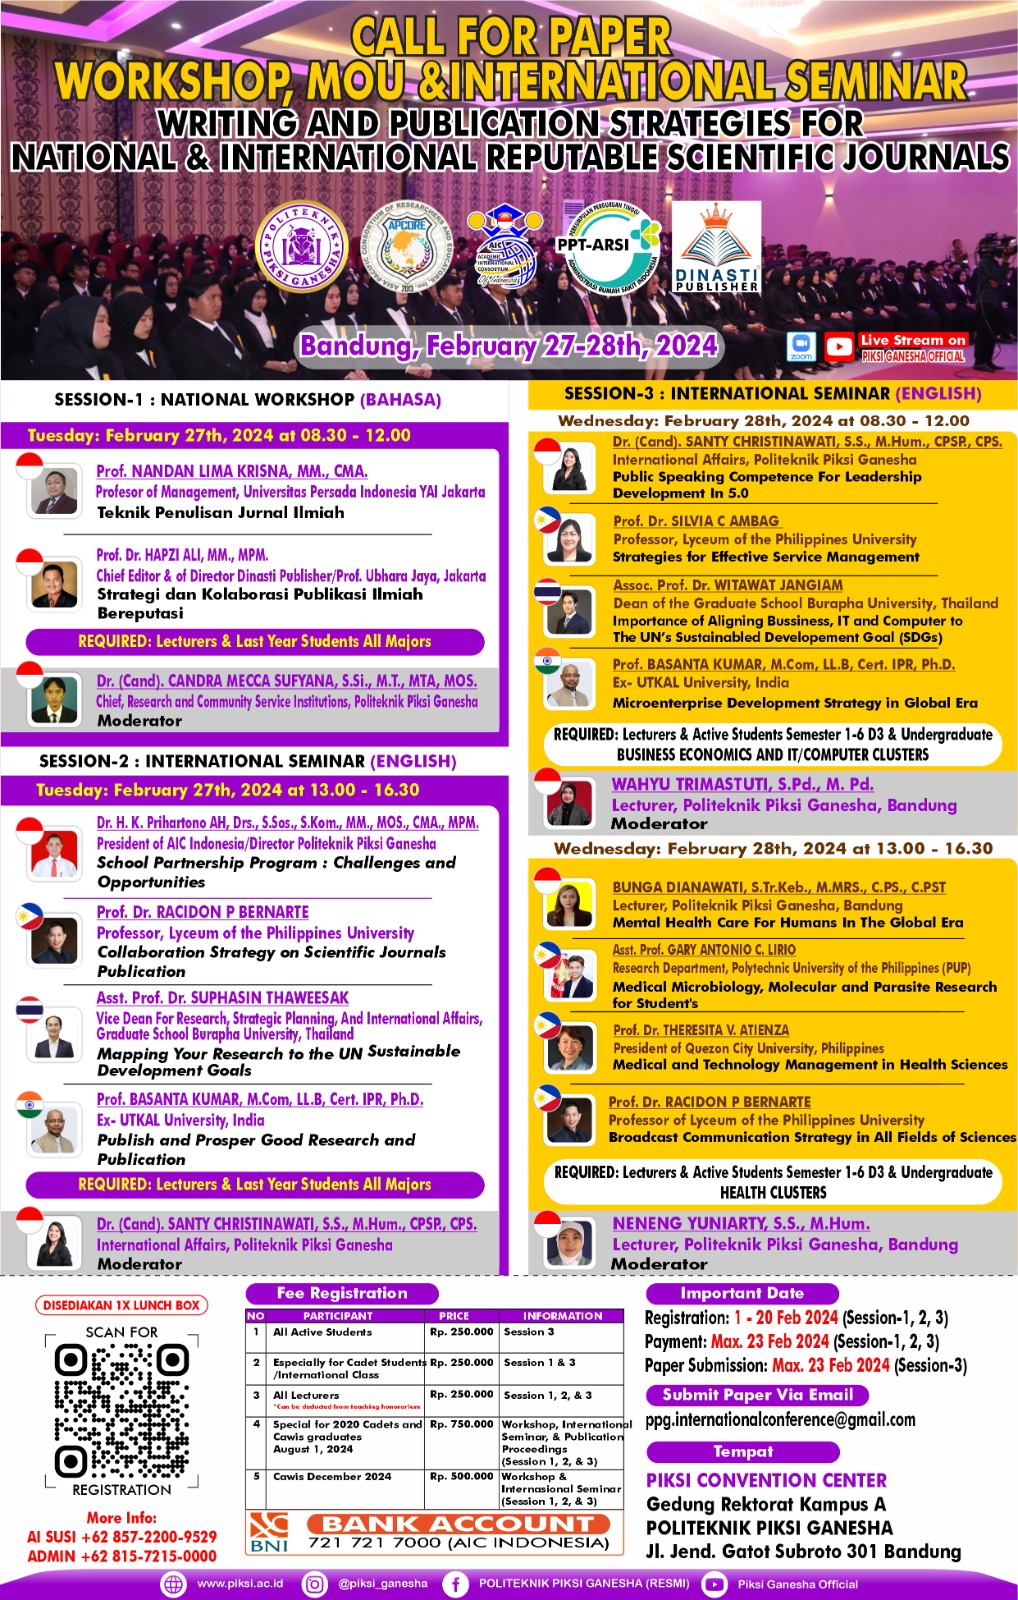 CALL FOR PAPER
WORKSHOP, MOU &INTERNATIONAL SEMINAR
WRITING AND PUBLICATION STRATEGIES FOR
NATIONAL & INTERNATIONAL REPUTABLE SCIENTIFIC JOURNALS
POLITEKNIK
PIKSI GANESHA
ASIA-PACIFIC CONSORTIUM OF RESEARCHERS AND EDUCATORS, Inc.
APCORE
AIC
ACADEMIC
INTERNATIONAL
CONSORTIUM
Of Indonesia
PERKUMPULAN PERGURUAN TINGGI
PPT-ARSI
ADMINISTRASI RUMAH SAKIT INDONESIA
DINASTI
PUBLISHER
Bandung, February 27-28th, 2024
zoom
Live Stream on
PIKSI GANESHA OFFICIAL
SESSION-1 : NATIONAL WORKSHOP (BAHASA)
Tuesday: February 27th, 2024 at 08.30 - 12.00
Prof. NANDAN LIMA KRISNA, MM., CMA.
Profesor of Management, Universitas Persada Indonesia YAI Jakarta
Teknik Penulisan Jurnal Ilmiah
Prof. Dr. HAPZI ALI, MM., MPM.
Chief Editor & of Director Dinasti Publisher/Prof. Ubhara Jaya, Jakarta
Strategi dan Kolaborasi Publikasi Ilmiah
Bereputasi
REQUIRED: Lecturers & Last Year Students All Majors
Dr. (Cand). CANDRA MECCA SUFYANA, S.Si., M.T., MTA, MOS.
Chief, Research and Community Service Institutions, Politeknik Piksi Ganesha
Moderator
SESSION-2 : INTERNATIONAL SEMINAR (ENGLISH)
Tuesday: February 27th, 2024 at 13.00 - 16.30
Dr. H. K. Prihartono AH, Drs., S.Sos., S.Kom., MM., MOS., CMA., MPM.
President of AIC Indonesia/Director Politeknik Piksi Ganesha
School Partnership Program : Challenges and
Opportunities
Prof. Dr. RACIDON P BERNARTE
Professor, Lyceum of the Philippines University
Collaboration Strategy on Scientific Journals
Publication
Asst. Prof. Dr. SUPHASIN THAWEESAK
Vice Dean For Research, Strategic Planning, And International Affairs,
Graduate School Burapha University, Thailand
Mapping Your Research to the UN Sustainable
Development Goals
Prof. BASANTA KUMAR, M.Com, LL.B, Cert. IPR, Ph.D.
Ex- UTKAL University, India
Publish and Prosper Good Research and
Publication
REQUIRED: Lecturers & Last Year Students All Majors
Dr. (Cand). SANTY CHRISTINAWATI, S.S., M.Hum., CPSP., CPS.
International Affairs, Politeknik Piksi Ganesha
Moderator
SESSION-3 : INTERNATIONAL SEMINAR (ENGLISH)
Wednesday: February 28th, 2024 at 08.30 - 12.00
Dr. (Cand). SANTY CHRISTINAWATI, S.S., M.Hum., CPSP., CPS.
International Affairs, Politeknik Piksi Ganesha
Public Speaking Competence For Leadership
Development In 5.0
Prof. Dr. SILVIA C AMBAG
Professor, Lyceum of the Philippines University
Strategies for Effective Service Management
Assoc. Prof. Dr. WITAWAT JANGIAM
Dean of the Graduate School Burapha University, Thailand
Importance of Aligning Bussiness, IT and Computer to
The UN's Sustainabled Developement Goal (SDGs)
Prof. BASANTA KUMAR, M.Com, LL.B, Cert. IPR, Ph.D.
Ex- UTKAL University, India
Microenterprise Development Strategy in Global Era
REQUIRED: Lecturers & Active Students Semester 1-6 D3 & Undergraduate
BUSINESS ECONOMICS AND IT/COMPUTER CLUSTERS
WAHYU TRIMASTUTI, S.Pd., M. Pd.
Lecturer, Politeknik Piksi Ganesha, Bandung
Moderator
Wednesday: February 28th, 2024 at 13.00 - 16.30
BUNGA DIANAWATI, S.Tr.Keb., M.MRS., C.PS., C.PST
Lecturer, Politeknik Piksi Ganesha, Bandung
Mental Health Care For Humans In The Global Era
Asst. Prof. GARY ANTONIO C. LIRIO
Research Department, Polytechnic University of the Philippines (PUP)
Medical Microbiology, Molecular and Parasite Research
for Student's
Prof. Dr. THERESITA V. ATIENZA
President of Quezon City University, Philippines
Medical and Technology Management in Health Sciences
Prof. Dr. RACIDON P BERNARTE
Professor of Lyceum of the Philippines University
Broadcast Communication Strategy in All Fields of Sciences
REQUIRED: Lecturers & Active Students Semester 1-6 D3 & Undergraduate
HEALTH CLUSTERS
NENENG YUNIARTY, S.S., M.Hum.
Lecturer, Politeknik Piksi Ganesha, Bandung
Moderator
DISEDIAKAN 1X LUNCH BOX
SCAN FOR
REGISTRATION
More Info:
AI SUSI +62 857-2200-9529
ADMIN +62 815-7215-0000
Fee Registration
NO PARTICIPANT PRICE INFORMATION
1 All Active Students Rp. 250.000 Session 3
2 Especially for Cadet Students Rp. 250.000 Session 1 & 3
/International Class
3 All Lecturers Rp. 250.000 Session 1, 2, & 3
*Can be deducted from teaching honorarium
4 Special for 2020 Cadets and Rp. 750.000 Workshop, International
Cawis graduates Seminar, & Publication
August 1, 2024 Proceedings
(Session 1, 2, & 3)
5 Cawis December 2024 Rp. 500.000 Workshop &
Internasional Seminar
(Session 1, 2, & 3)
BNI
BANK ACCOUNT
721 721 7000 (AIC INDONESIA)
Important Date
Registration: 1 - 20 Feb 2024 (Session-1, 2, 3)
Payment: Max. 23 Feb 2024 (Session-1, 2, 3)
Paper Submission: Max. 23 Feb 2024 (Session-3)
Submit Paper Via Email
ppg.internationalconference@gmail.com
Tempat
PIKSI CONVENTION CENTER
Gedung Rektorat Kampus A
POLITEKNIK PIKSI GANESHA
Jl. Jend. Gatot Subroto 301 Bandung
www.piksi.ac.id
@piksi_ganesha
POLITEKNIK PIKSI GANESHA (RESMI)
Piksi Ganesha Official